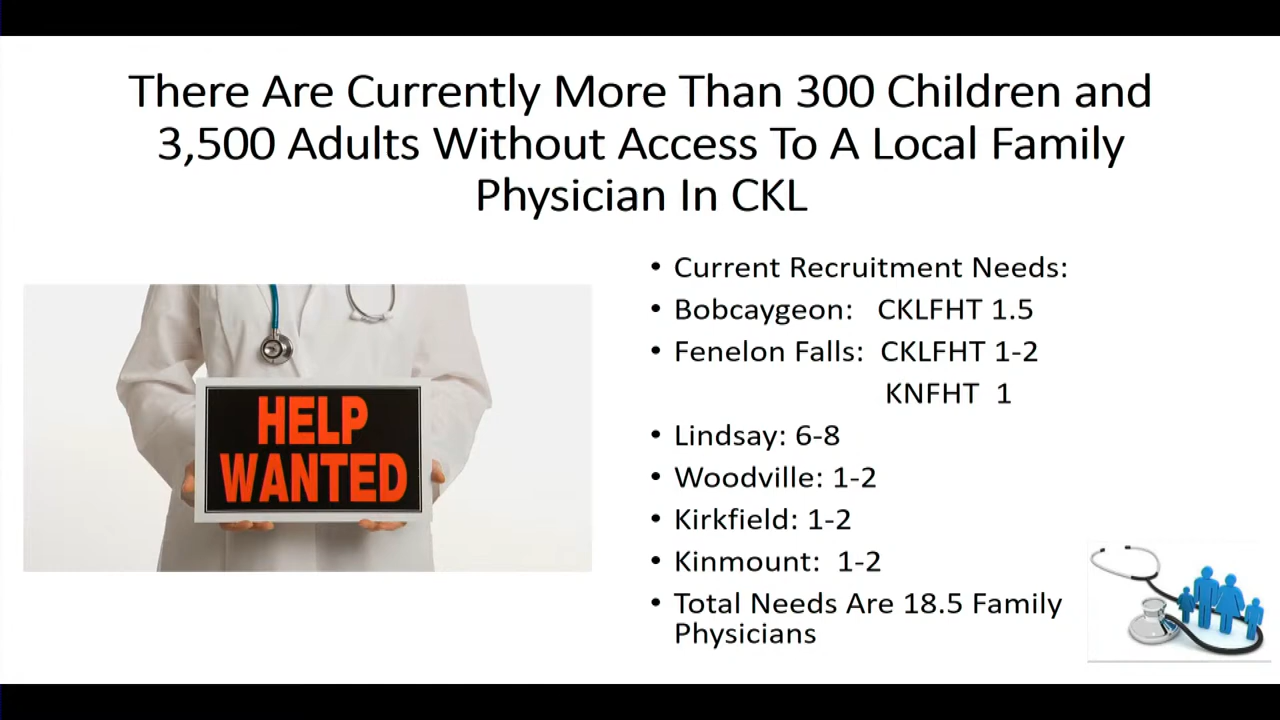 There Are Currently More Than 300 Children and
3,500 Adults Without Access To A Local Family
Physician In CKL
HELP
WANTED
• Current Recruitment Needs:
• Bobcaygeon: CKLFHT 1.5
• Fenelon Falls: CKLFHT 1-2
KNFHT 1
• Lindsay: 6-8
• Woodville: 1-2
• Kirkfield: 1-2
• Kinmount: 1-2
• Total Needs Are 18.5 Family
Physicians